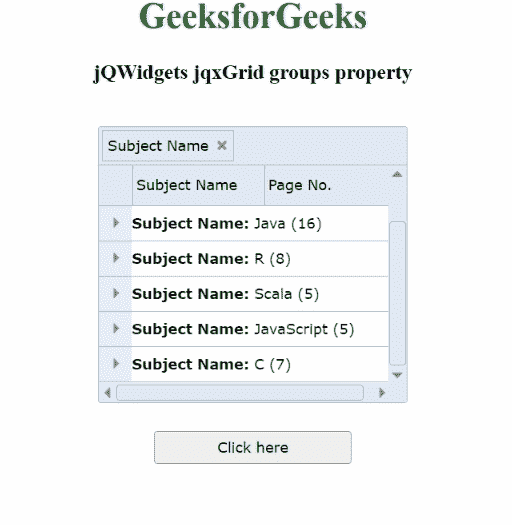 GeeksforGeeks
jQWidgets jqxGrid groups property
Subject Name
Subject Name Page No.
Subject Name: Java (16)
Subject Name: R (8)
Subject Name: Scala (5)
Subject Name: JavaScript (5)
Subject Name: C (7)
Click here